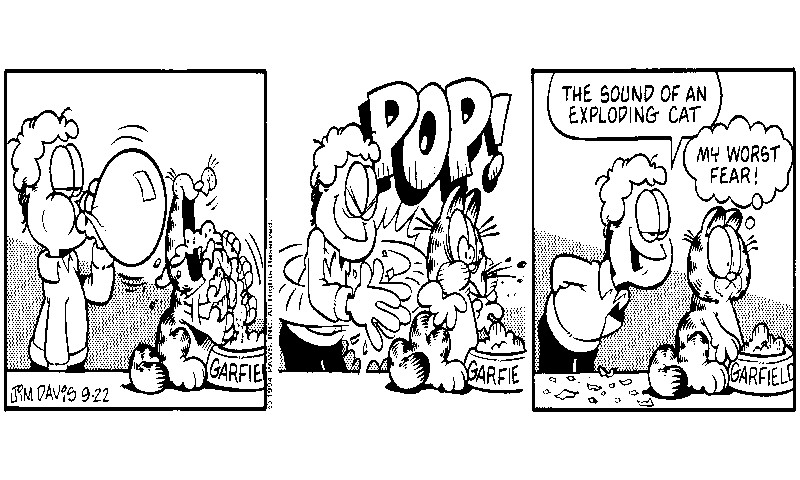 GARFIE
JIM DAVIS 9-22
POP!
GARFIE
THE SOUND OF AN
EXPLODING CAT
MY WORST
FEAR!
GARFIELD